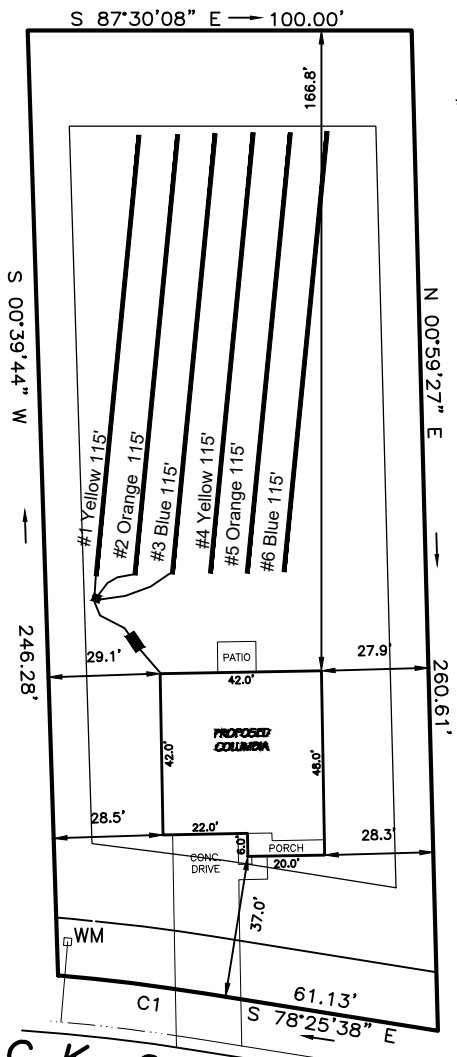 S 87°30'08" E 100.00'
166.8'
S 00°39'44" W
N 00°59'27" E
#1 Yellow 115'
#2 Orange 115'
#3 Blue 115'
#4 Yellow 115'
#5 Orange 115'
#6 Blue 115'
246.28'
29.1'
PATIO
27.9'
260.61'
42.0'
42.0'
PROPOSED
COLUMBIA
48.0'
28.5'
22.0'
6.0'
PORCH
28.3'
CONC.
DRIVE
20.0'
37.0'
WM
C1
61.13'
S 78°25'38" E